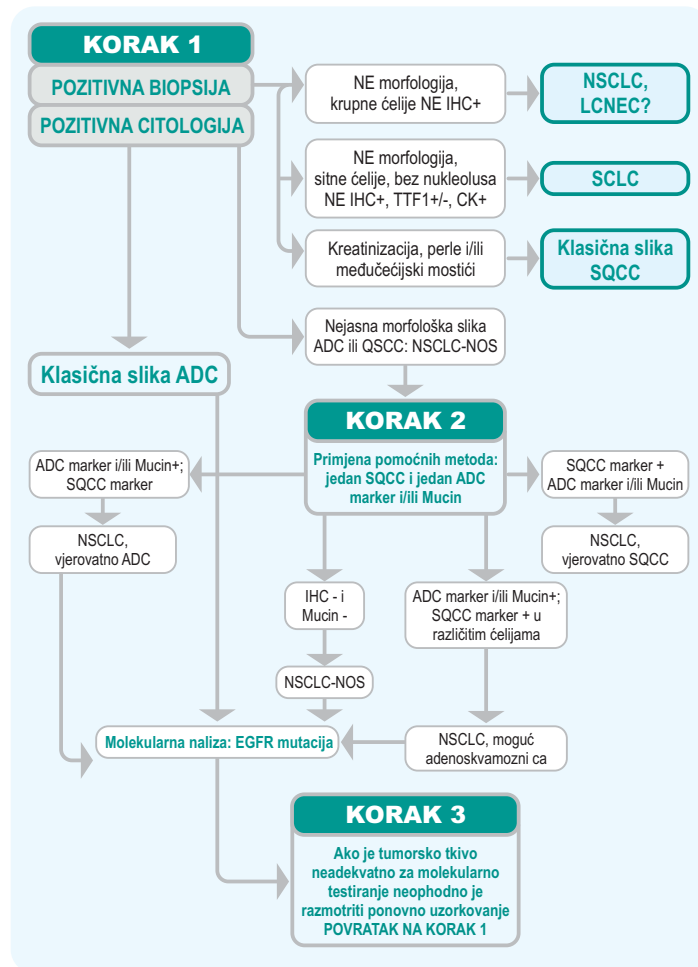 KORAK 1
POZITIVNA BIOPSIJA
POZITIVNA CITOLOGIJA
NE morfologija,
krupne ćelije NE IHC+
NSCLC,
LCNEC?
NE morfologija,
sitne ćelije, bez nukleolusa
NE IHC+, TTF1+/-, CK+
SCLC
Kreatinizacija, perle i/ili
međučećijski mostići
Klasična slika
SQCC
Nejasna morfološka slika
ADC ili QSCC: NSCLC-NOS
Klasična slika ADC
KORAK 2
Primjena pomoćnih metoda:
jedan SQCC i jedan ADC
marker i/ili Mucin
ADC marker i/ili Mucin+;
SQCC marker
SQCC marker +
ADC marker i/ili Mucin
NSCLC,
vjerovatno ADC
NSCLC,
vjerovatno SQCC
IHC - i
Mucin -
ADC marker i/ili Mucin+;
SQCC marker + u
različitim ćelijama
NSCLC-NOS
Molekularna naliza: EGFR mutacija
NSCLC, moguć
adenoskvamozni ca
KORAK 3
Ako je tumorsko tkivo
neadekvatno za molekularno
testiranje neophodno je
razmotriti ponovno uzorkovanje
POVRATAK NA KORAK 1